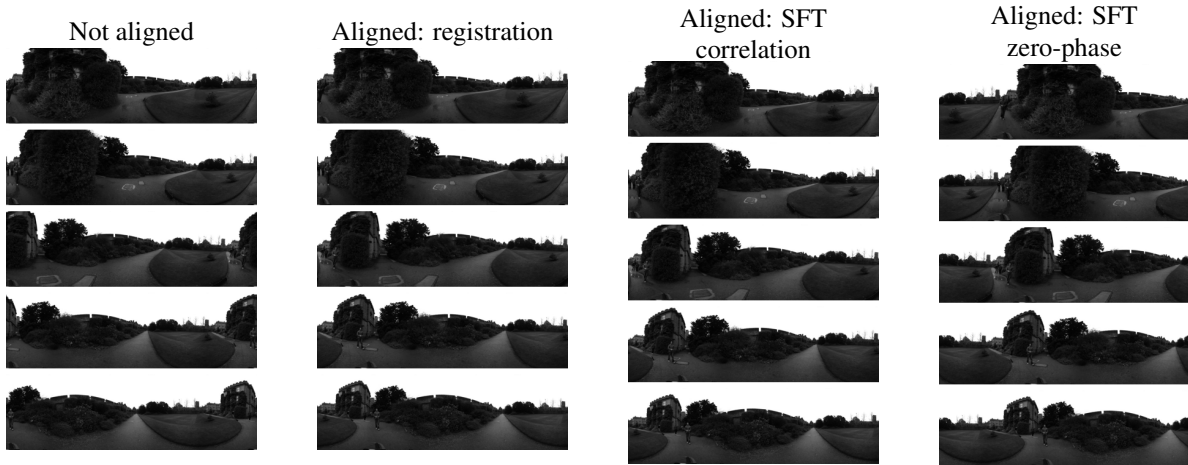 Not aligned
Aligned: registration
Aligned: SFT
correlation
Aligned: SFT
zero-phase